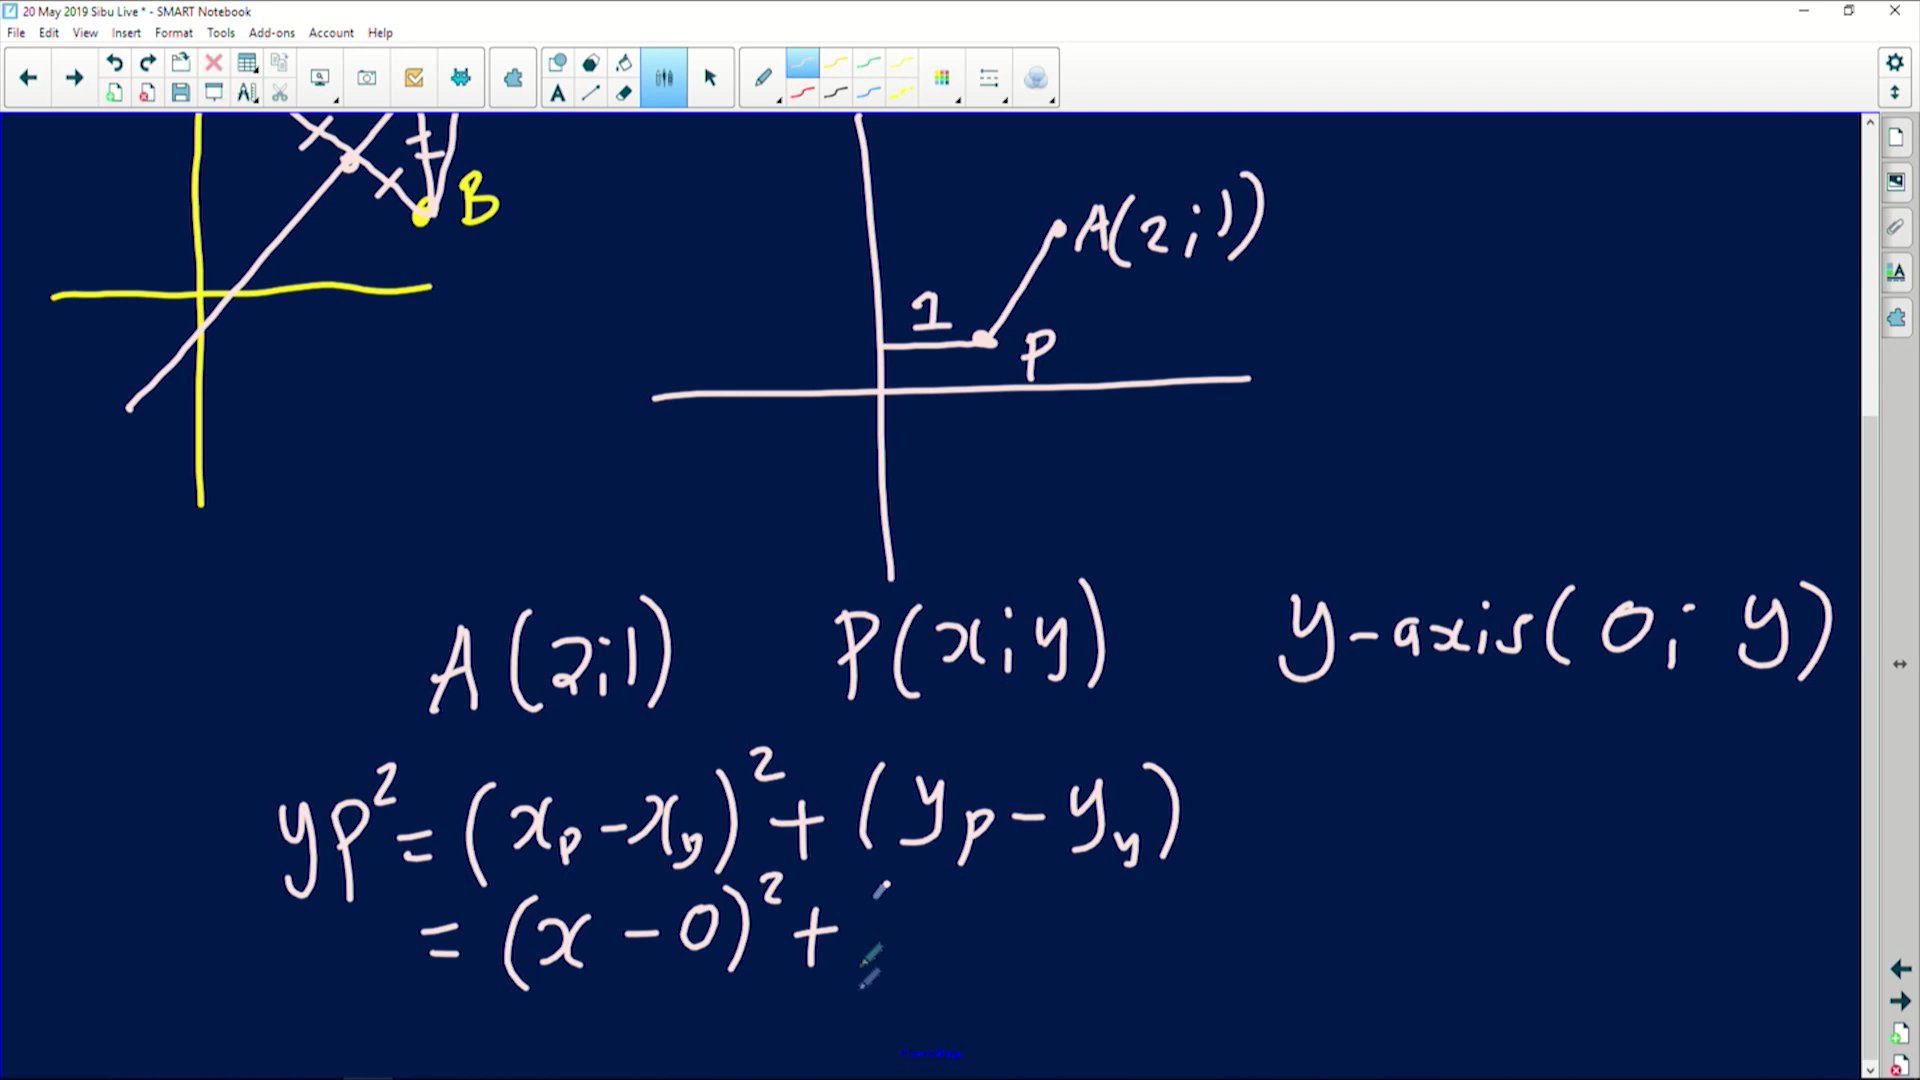 20 May 2019 Sibu Live * - SMART Notebook
File Edit View Insert Format Tools Add-ons Account Help
B
A(2;1)
1
P
A(2;1) P(x;y) y-axis(0; y)
yp² = (xₚ - xᵧ)² + (yₚ - yᵧ)
= (x - 0)² +